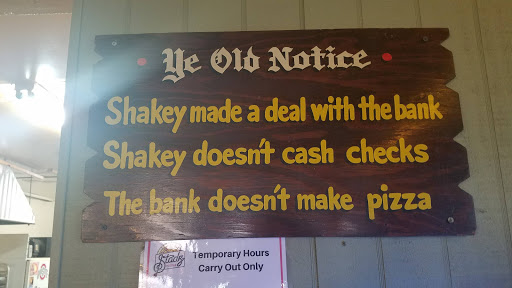 Ye Old Notice
Shakey made a deal with the bank
Shakey doesn't cash checks
The bank doesn't make pizza
Temporary Hours
Carry Out Only